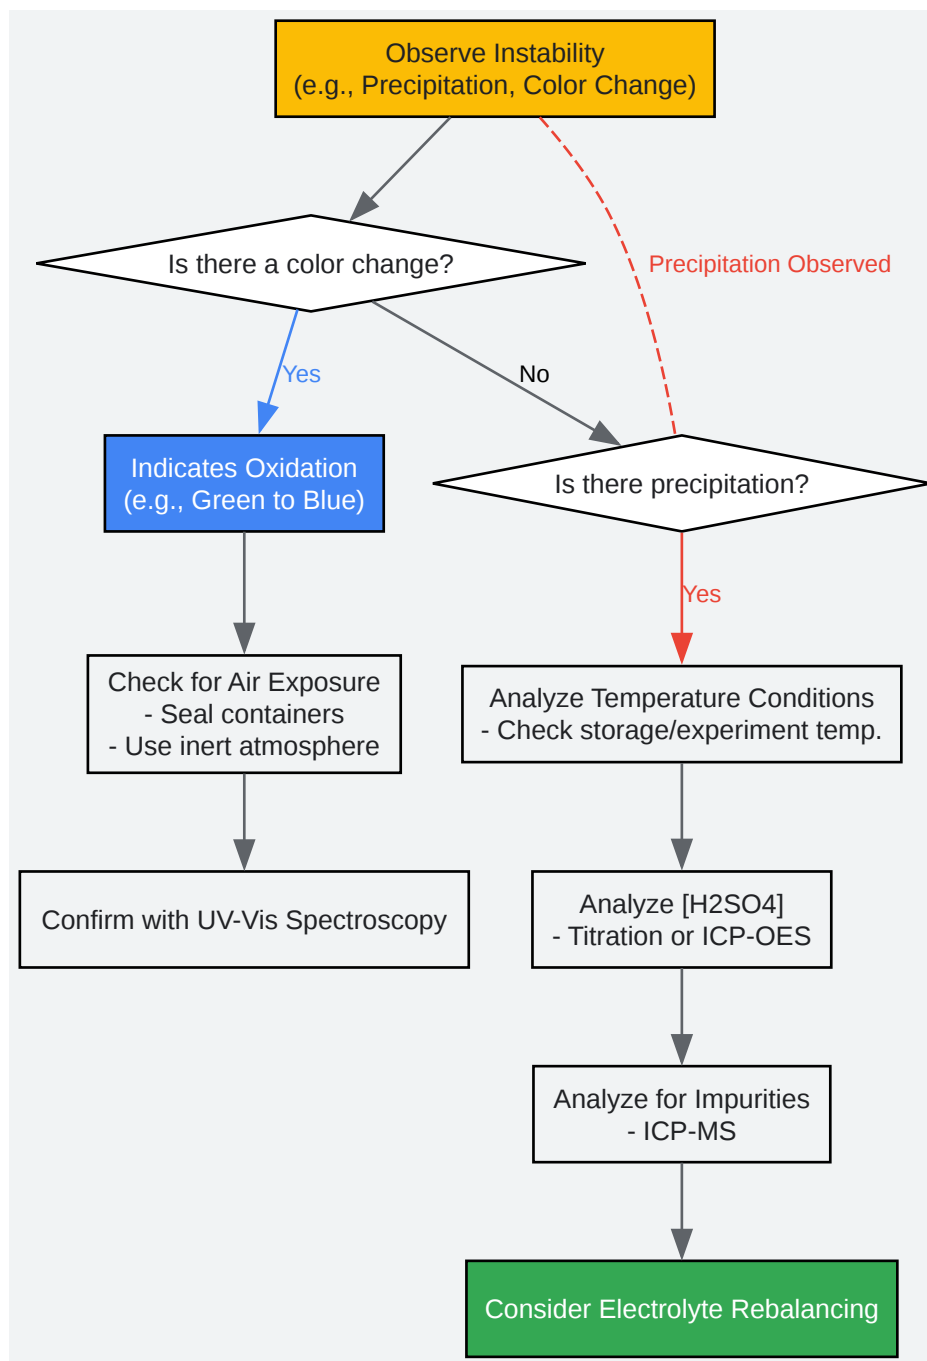 Observe Instability
(e.g., Precipitation, Color Change)
Is there a color change?
Precipitation Observed
Yes
No
Indicates Oxidation
(e.g., Green to Blue)
Is there precipitation?
Yes
Check for Air Exposure
- Seal containers
- Use inert atmosphere
Analyze Temperature Conditions
- Check storage/experiment temp.
Confirm with UV-Vis Spectroscopy
Analyze [H2SO4]
- Titration or ICP-OES
Analyze for Impurities
- ICP-MS
Consider Electrolyte Rebalancing